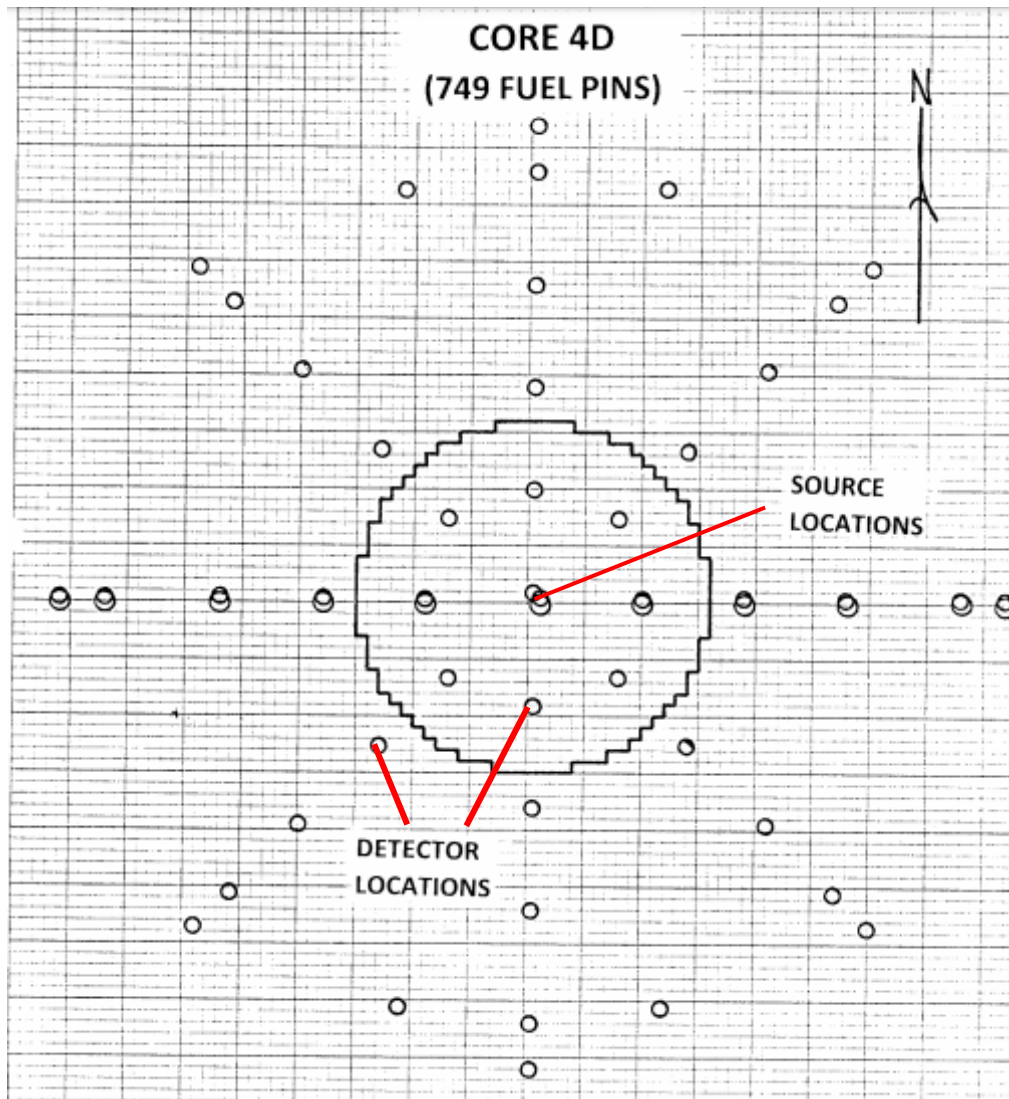 CORE 4D
(749 FUEL PINS)
N
SOURCE
LOCATIONS
DETECTOR
LOCATIONS